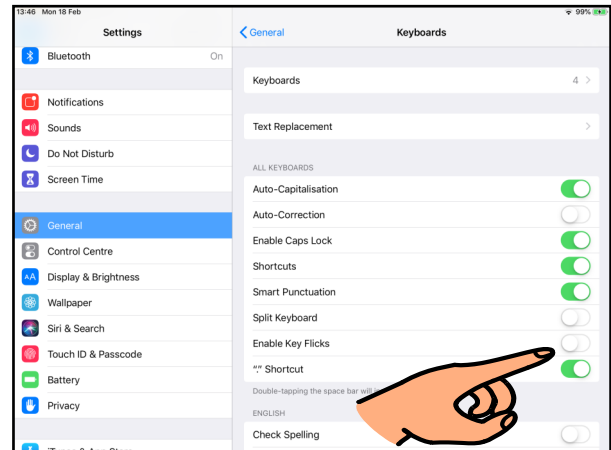 13:46 Mon 18 Feb
99%
Settings
General
Keyboards
Bluetooth
On
Notifications
Sounds
Do Not Disturb
Screen Time
General
Control Centre
AA Display & Brightness
Wallpaper
Siri & Search
Touch ID & Passcode
Battery
Privacy
Keyboards
4
Text Replacement
ALL KEYBOARDS
Auto-Capitalisation
Auto-Correction
Enable Caps Lock
Shortcuts
Smart Punctuation
Split Keyboard
Enable Key Flicks
“.” Shortcut
Double-tapping the space bar will
ENGLISH
Check Spelling